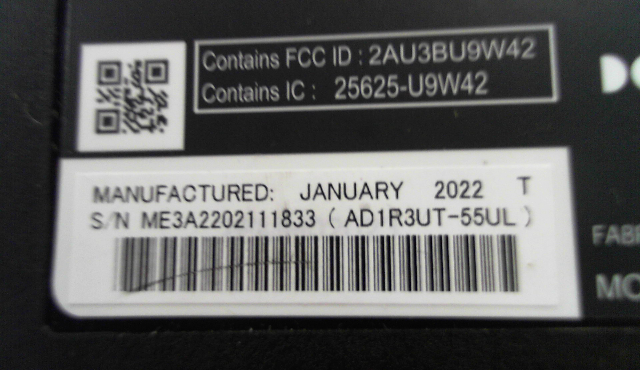 Contains FCC ID : 2AU3BU9W42
Contains IC : 25625-U9W42
MANUFACTURED: JANUARY 2022 T
S/N ME3A2202111833 ( AD1R3UT-55UL )